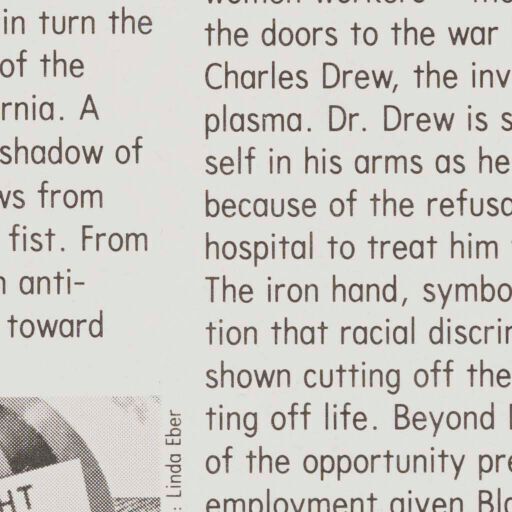 in turn the
of the
rnia. A
shadow of
ws from
fist. From
anti-
toward
women workers
the doors to the war
Charles Drew, the inv
plasma. Dr. Drew is s
self in his arms as he
because of the refusa
hospital to treat him
The iron hand, symbo
tion that racial discrim
shown cutting off the
ting off life. Beyond
of the opportunity pre
employment given Bla
: Linda Eber
HT